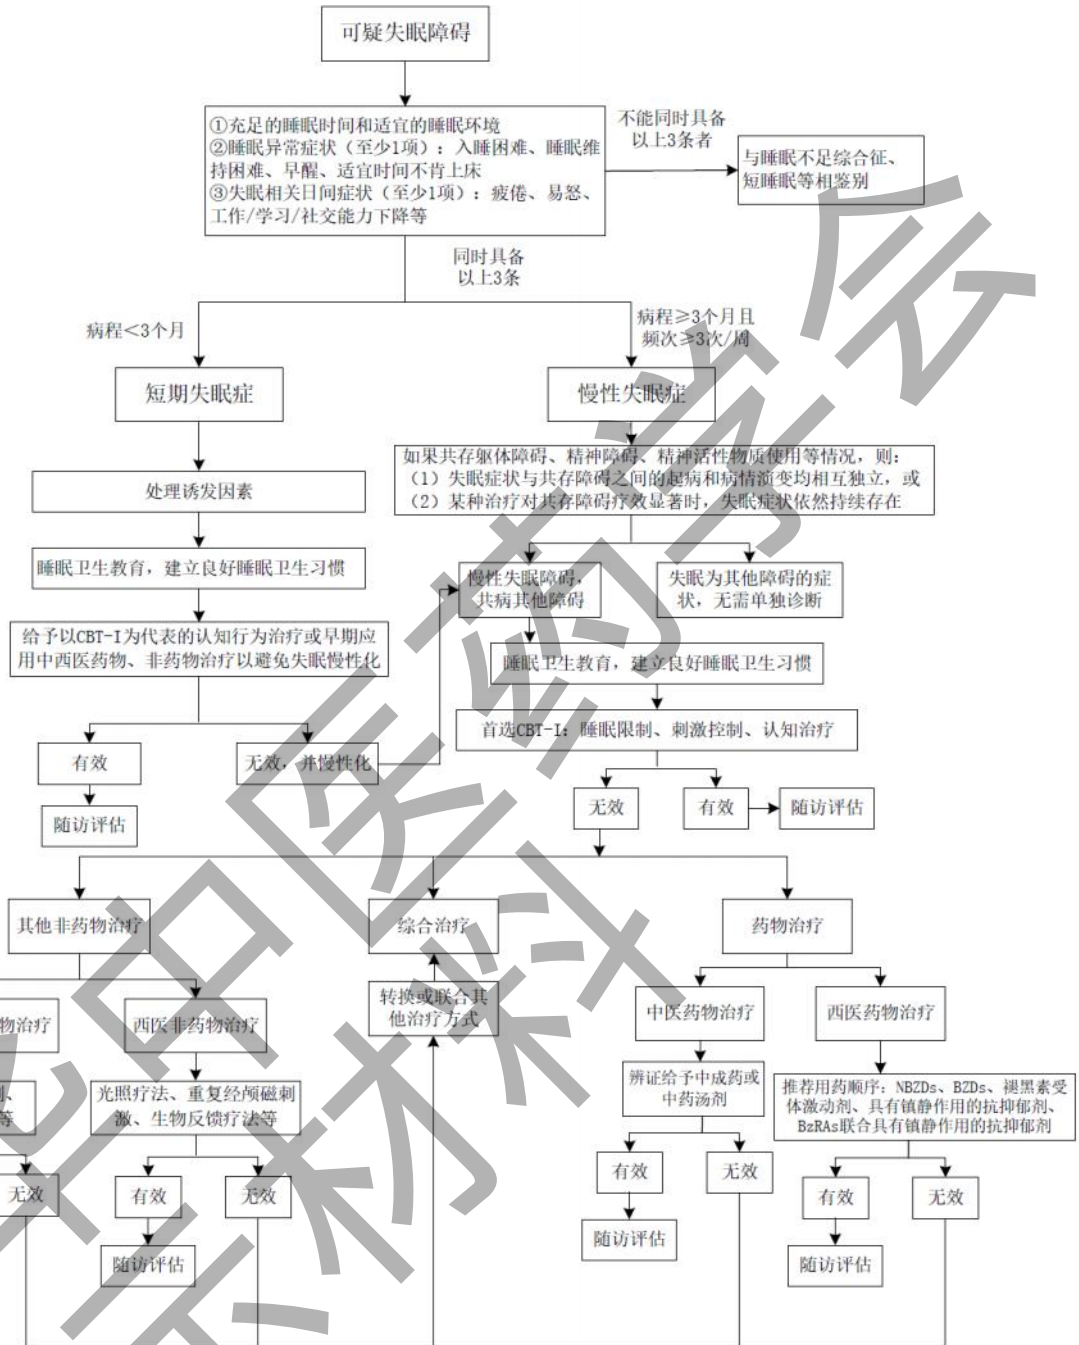 可疑失眠障碍
①充足的睡眠时间和适宜的睡眠环境
②睡眠异常症状（至少1项）：入睡困难、睡眠维
持困难、早醒、适宜时间不肯上床
③失眠相关日间症状（至少1项）：疲倦、易怒、
工作/学习/社交能力下降等
不能同时具备
以上3条者
与睡眠不足综合征、
短睡眠等相鉴别
同时具备
以上3条
病程＜3个月
病程≥3个月且
频次≥3次/周
短期失眠症
慢性失眠症
处理诱发因素
如果共存躯体障碍、精神障碍、精神活性物质使用等情况，则：
（1）失眠症状与共存障碍之间的起病和病情演变均相互独立，或
（2）某种治疗对共存障碍疗效显著时，失眠症状依然持续存在
睡眠卫生教育，建立良好睡眠卫生习惯
慢性失眠障碍，
共病其他障碍
失眠为其他障碍的症
状，无需单独诊断
给予以CBT-I为代表的认知行为治疗或早期应
用中西医药物、非药物治疗以避免失眠慢性化
睡眠卫生教育，建立良好睡眠卫生习惯
首选CBT-I：睡眠限制、刺激控制、认知治疗
有效
无效，并慢性化
随访评估
无效
有效
随访评估
其他非药物治疗
综合治疗
药物治疗
物治疗
西医非药物治疗
转换或联合其
他治疗方式
中医药物治疗
西医药物治疗
等
光照疗法、重复经颅磁刺
激、生物反馈疗法等
辨证给予中成药或
中药汤剂
推荐用药顺序：NBZDs、BZDs、褪黑素受
体激动剂、具有镇静作用的抗抑郁剂、
BzRAs联合具有镇静作用的抗抑郁剂
无效
有效
无效
随访评估
有效
无效
随访评估
有效
无效
随访评估
华中医药学会
示材料